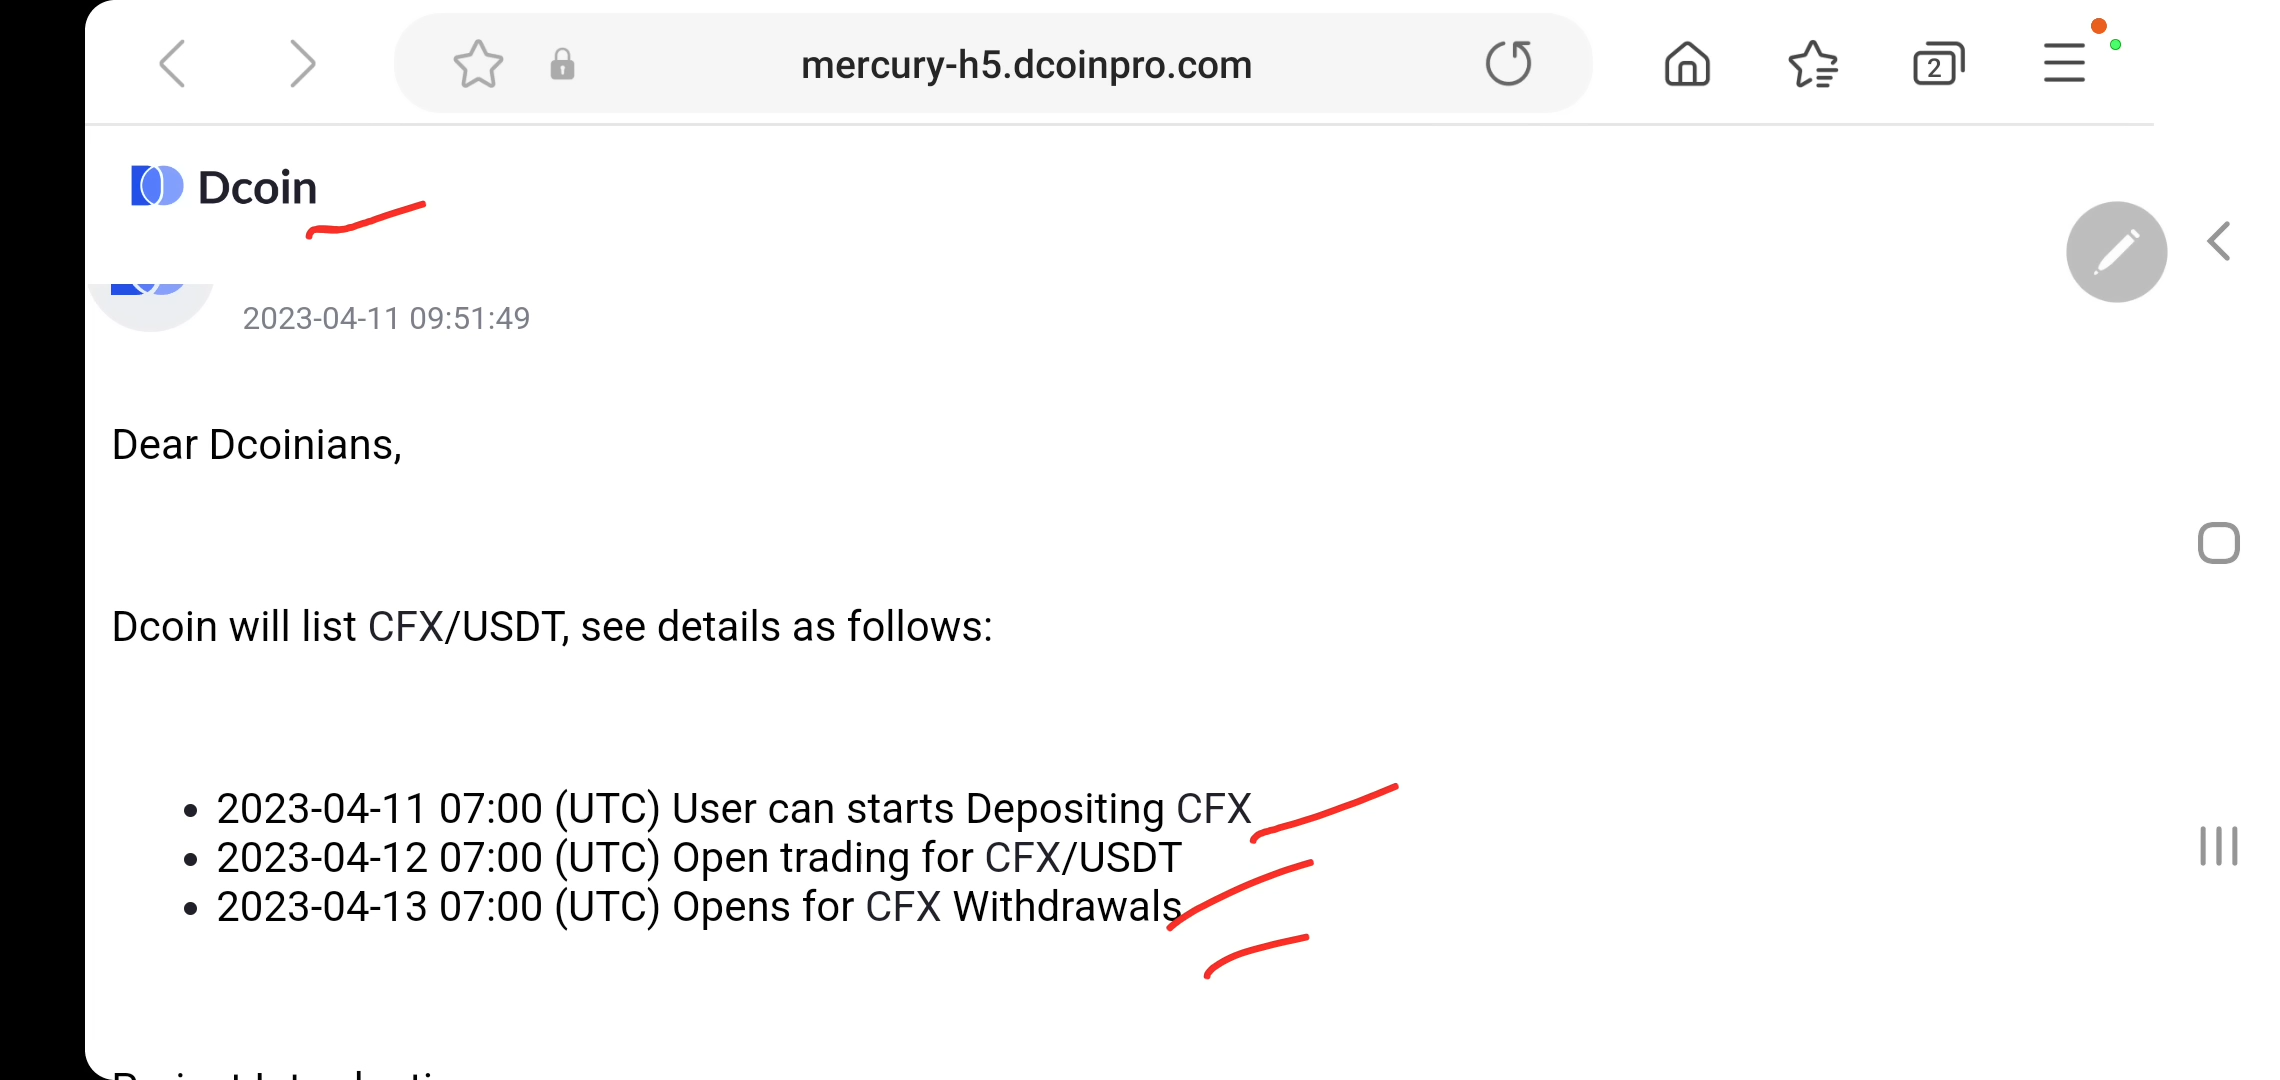 mercury-h5.dcoinpro.com
2
Dcoin
2023-04-11 09:51:49
Dear Dcoinians,
Dcoin will list CFX/USDT, see details as follows:
• 2023-04-11 07:00 (UTC) User can starts Depositing CFX
• 2023-04-12 07:00 (UTC) Open trading for CFX/USDT
• 2023-04-13 07:00 (UTC) Opens for CFX Withdrawals